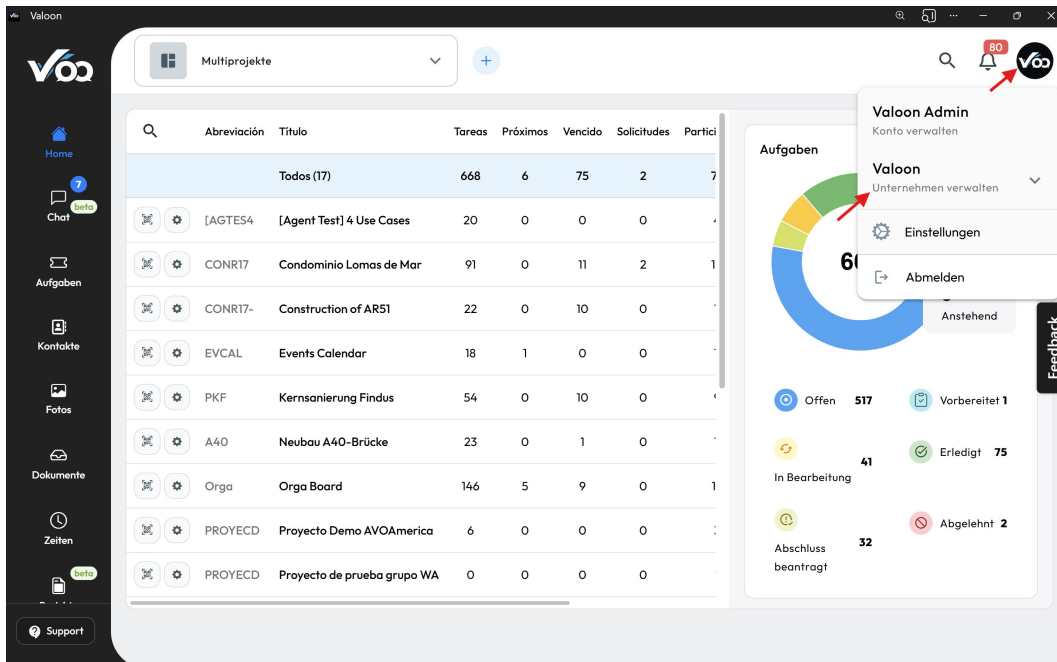 Valoon
Voo
Multiprojekte
80
Voo
Home
7
Chat
beta
Aufgaben
Kontakte
Fotos
Dokumente
Zeiten
beta
Support
Abreviación Título Tareas Próximos Vencido Solicitudes Partici
Todos (17) 668 6 75 2 7
[AGTES4 [Agent Test] 4 Use Cases 20 0 0 0
CONR17 Condominio Lomas de Mar 91 0 11 2 1
CONR17- Construction of AR51 22 0 10 0
EVCAL Events Calendar 18 1 0 0
PKF Kernsanierung Findus 54 0 10 0
A40 Neubau A40-Brücke 23 0 1 0
Orga Orga Board 146 5 9 0 1
PROYECD Proyecto Demo AVOAmerica 6 0 0 0
PROYECD Proyecto de prueba grupo WA 0 0 0 0
Valoon Admin
Konto verwalten
Valoon
Unternehmen verwalten
Einstellungen
Abmelden
Aufgaben
Anstehend
Feedback
Offen 517
Vorbereitet 1
In Bearbeitung 41
Erledigt 75
Abschluss
beantragt
32
Abgelehnt 2